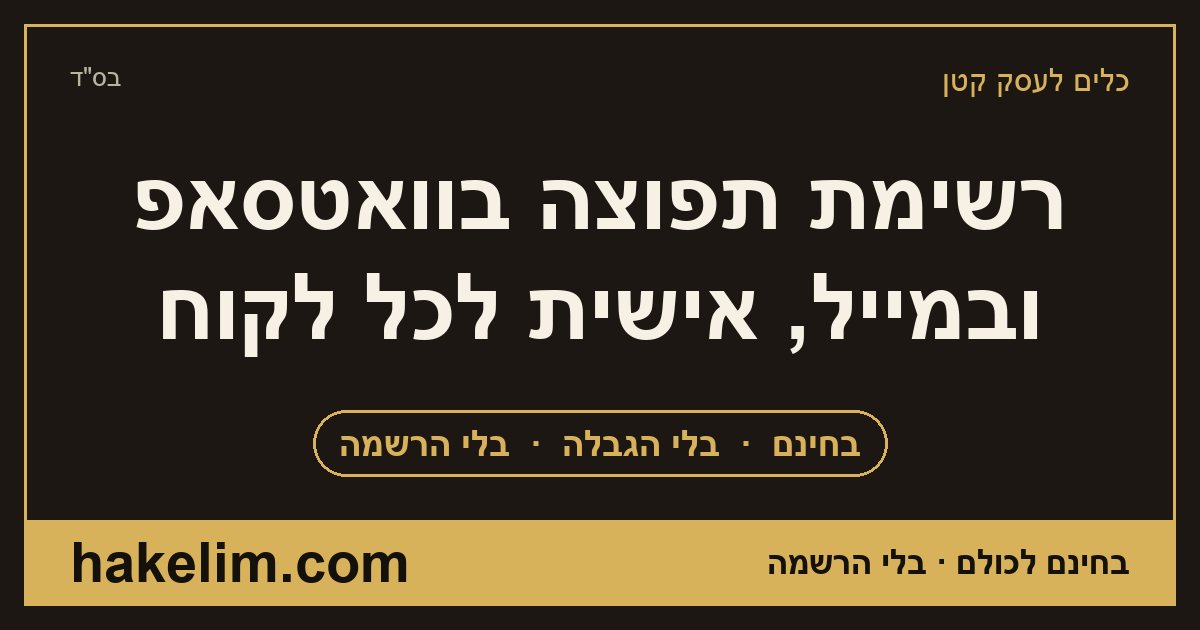 כלים לעסק קטן
בס"ד
רשימת תפוצה בוואטסאפ
ובמייל, אישית לכל לקוח
בחינם · בלי הגבלה · בלי הרשמה
בחינם לכולם · בלי הרשמה
hakelim.com